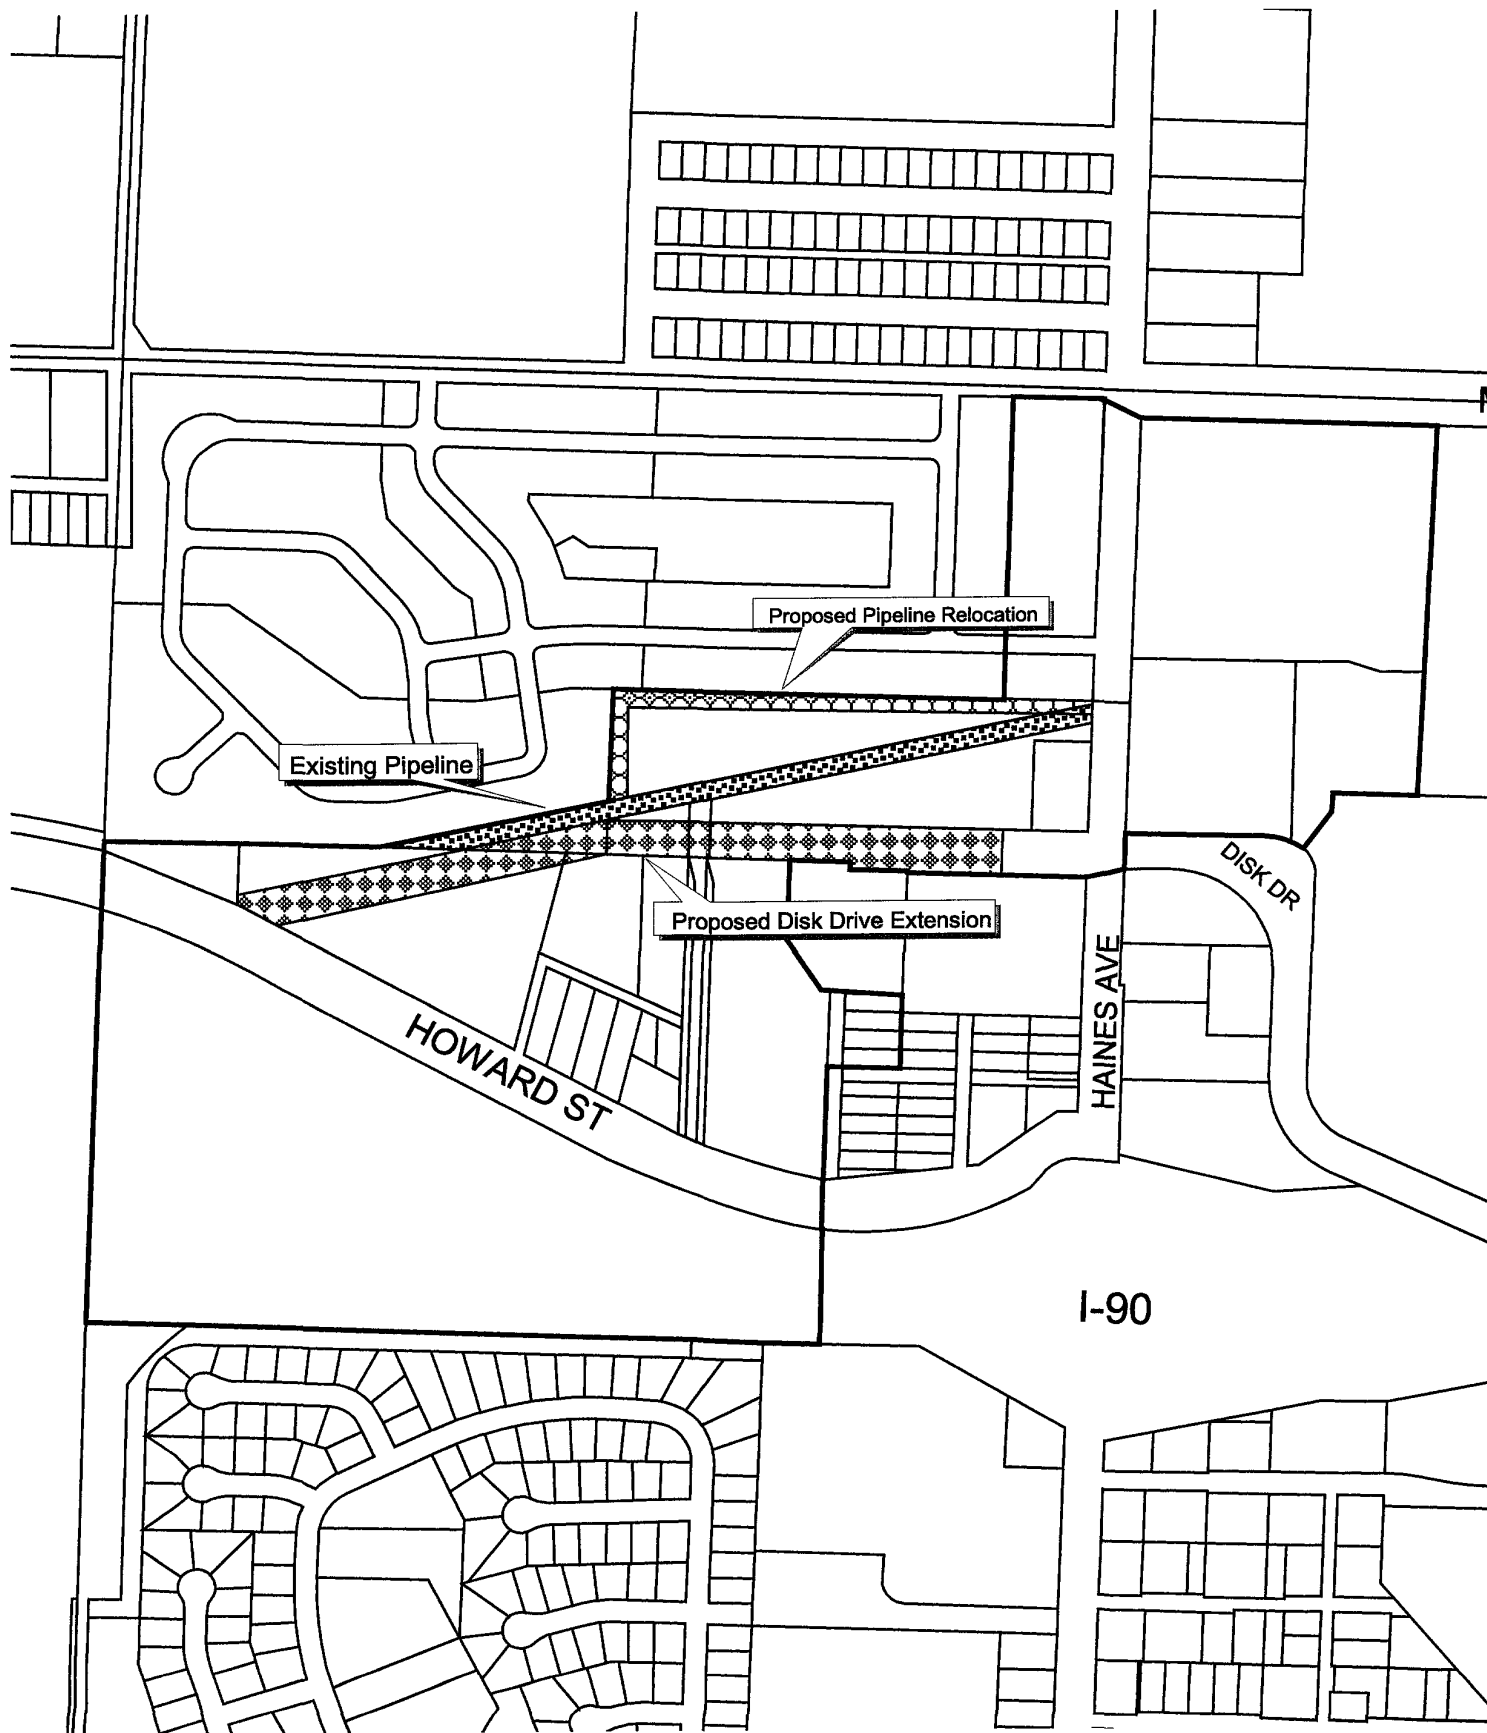 Proposed Pipeline Relocation
Existing Pipeline
DISK DR
Proposed Disk Drive Extension
HAINES AVE
HOWARD ST
I-90